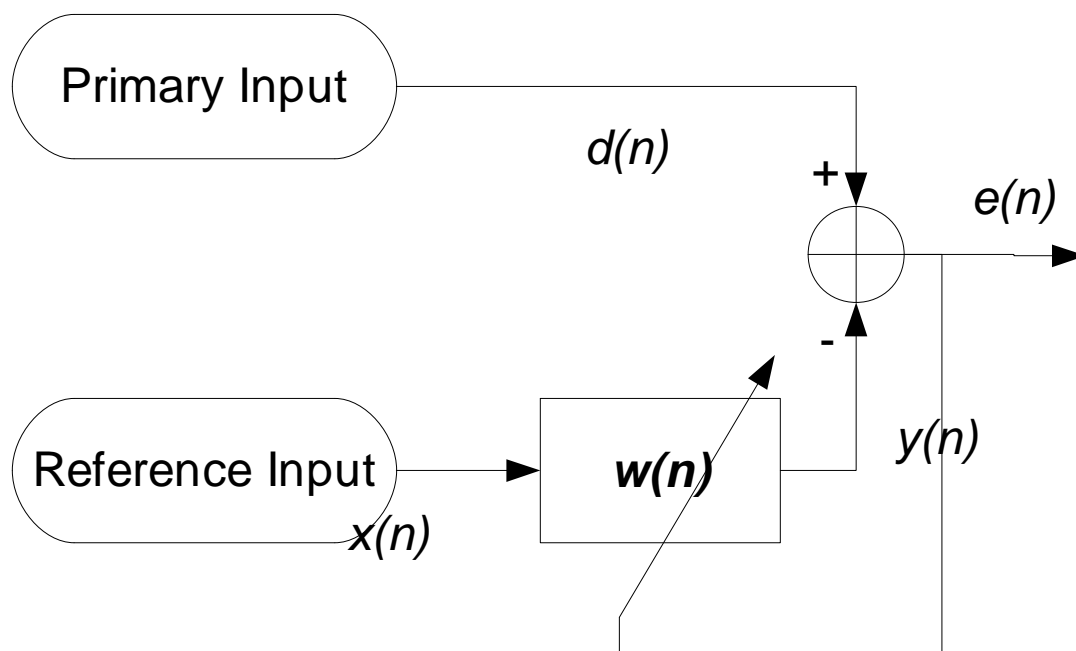 Primary Input
d(n)
+
e(n)
-
y(n)
Reference Input
w(n)
x(n)